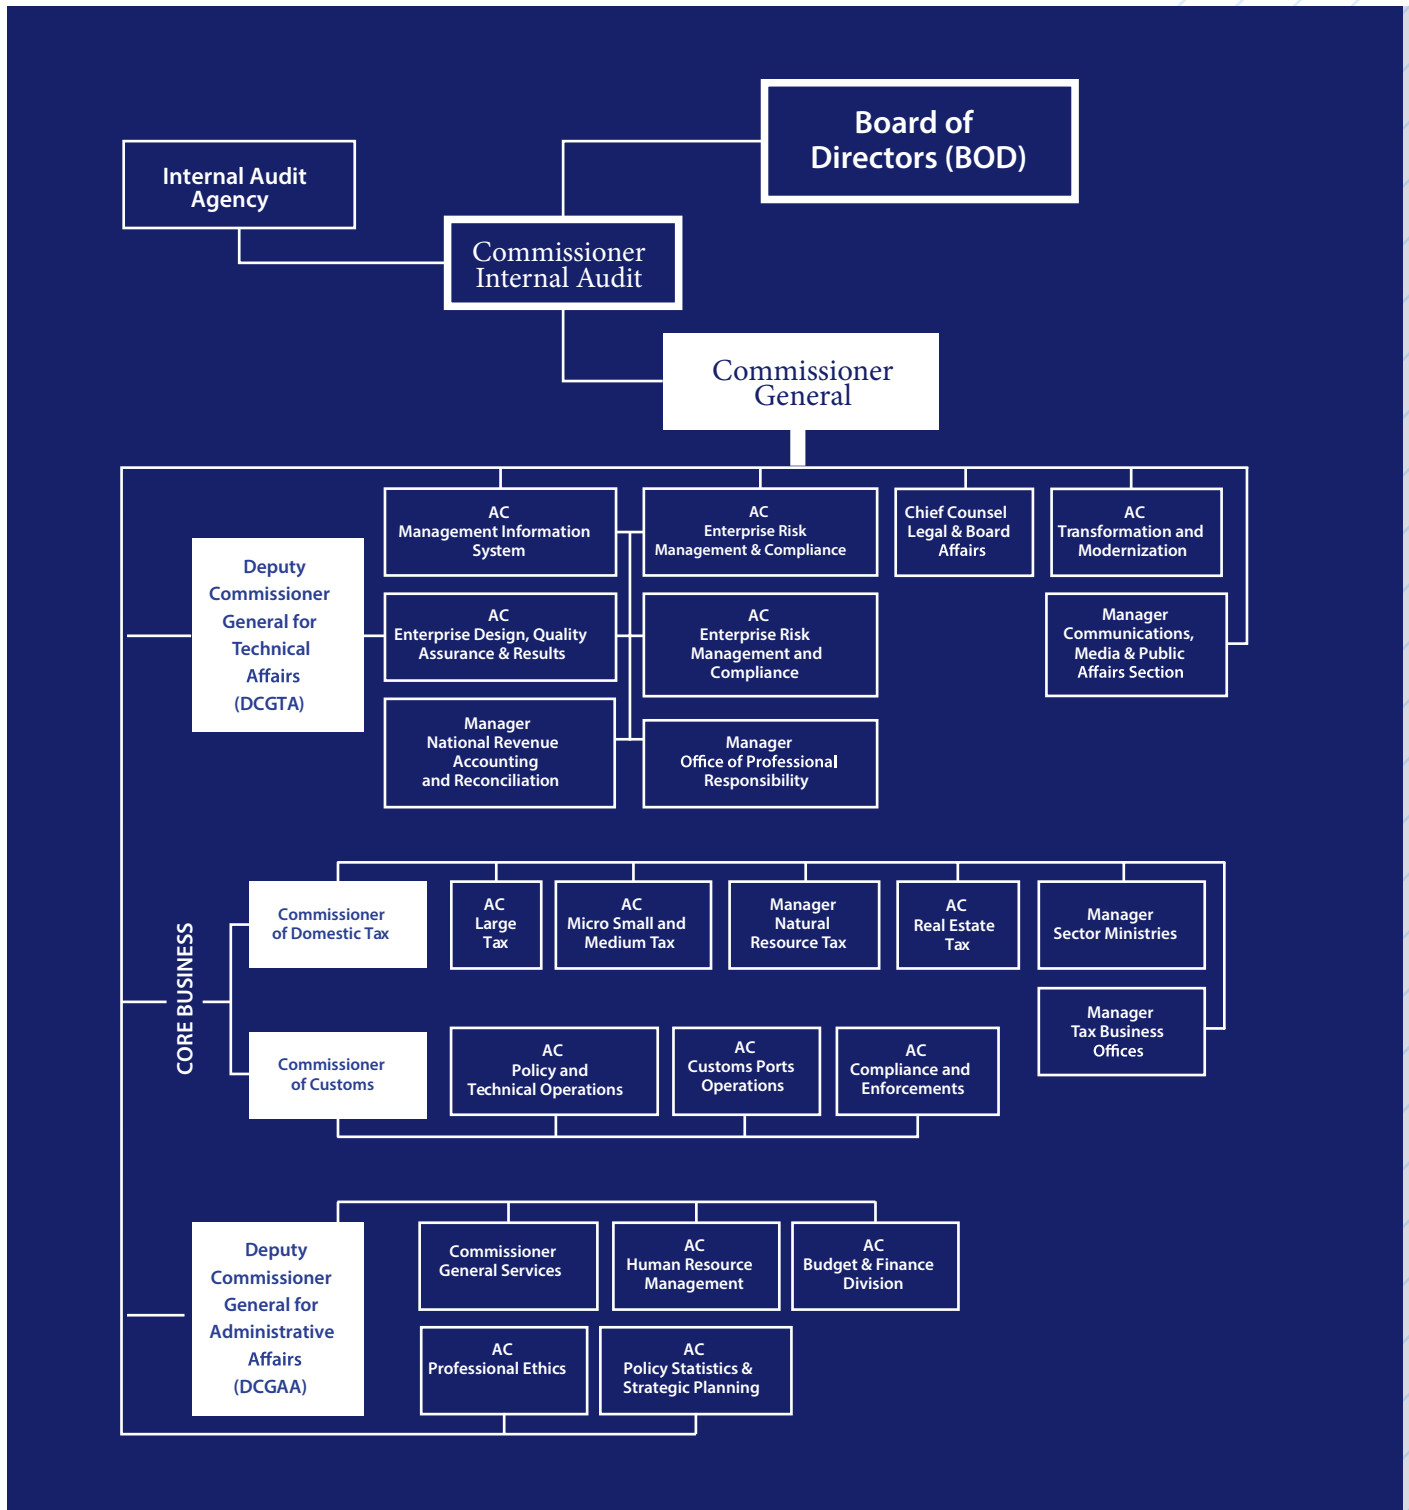 Board of
Directors (BOD)
Internal Audit
Agency
Commissioner
Internal Audit
Commissioner
General
AC
Management Information
System
AC
Enterprise Risk
Management & Compliance
Chief Counsel
Legal & Board
Affairs
AC
Transformation and
Modernization
Deputy
Commissioner
General for
Technical
Affairs
(DCGTA)
AC
Enterprise Design, Quality
Assurance & Results
AC
Enterprise Risk
Management and
Compliance
Manager
Communications,
Media & Public
Affairs Section
Manager
National Revenue
Accounting
and Reconciliation
Manager
Office of Professional
Responsibility
CORE BUSINESS
Commissioner
of Domestic Tax
AC
Large
Tax
AC
Micro Small and
Medium Tax
Manager
Natural
Resource Tax
AC
Real Estate
Tax
Manager
Sector Ministries
Manager
Tax Business
Offices
Commissioner
of Customs
AC
Policy and
Technical Operations
AC
Customs Ports
Operations
AC
Compliance and
Enforcements
Deputy
Commissioner
General for
Administrative
Affairs
(DCGAA)
Commissioner
General Services
AC
Human Resource
Management
AC
Budget & Finance
Division
AC
Professional Ethics
AC
Policy Statistics &
Strategic Planning